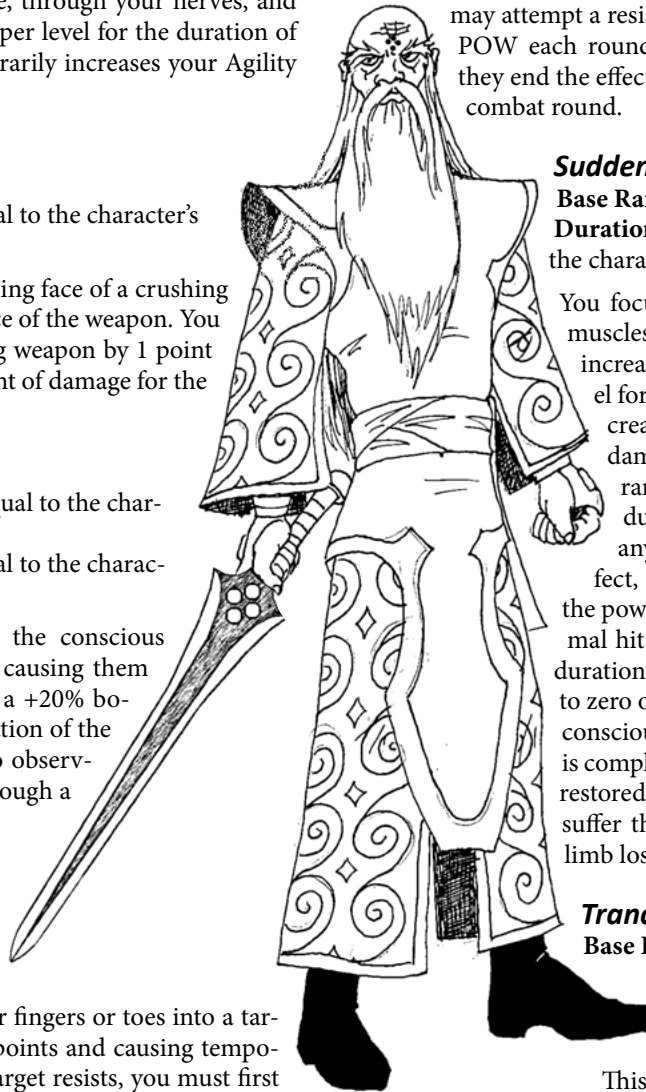 e, through your nerves, and
per level for the duration of
rarily increases your Agility
al to the character’s
ing face of a crushing
ce of the weapon. You
g weapon by 1 point
nt of damage for the
qual to the char-
al to the charac-
the conscious
causing them
a +20% bo-
ation of the
o observ-
ough a
r fingers or toes into a tar-
points and causing tempo-
arget resists, you must first
may attempt a resia
POW each round
they end the effec
combat round.
Sudden
Base Ra
Duration
the chara
You focu
muscles
increa
el for
crea
dam
ran
du
any
fect,
the pow
mal hit
duration
to zero o
consciou
is compl
restored
suffer th
limb los
Tranc
Base
This